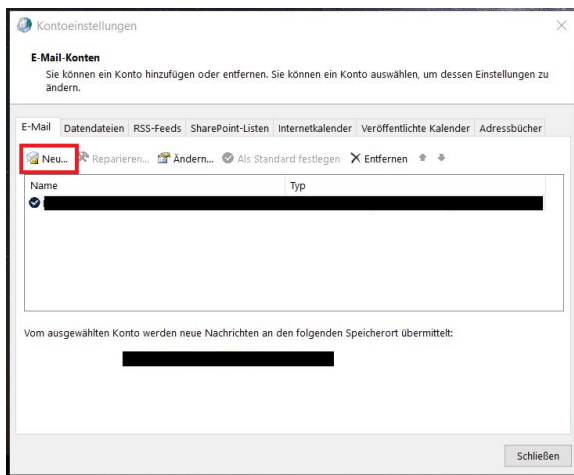 Kontoeinstellungen
E-Mail-Konten
Sie können ein Konto hinzufügen oder entfernen. Sie können ein Konto auswählen, um dessen Einstellungen zu
ändern.
E-Mail Datendateien RSS-Feeds SharePoint-Listen Internetkalender Veröffentlichte Kalender Adressbücher
Neu... Reparieren... Ändern... Als Standard festlegen Entfernen
Name Typ
Vom ausgewählten Konto werden neue Nachrichten an den folgenden Speicherort übermittelt:
Schließen